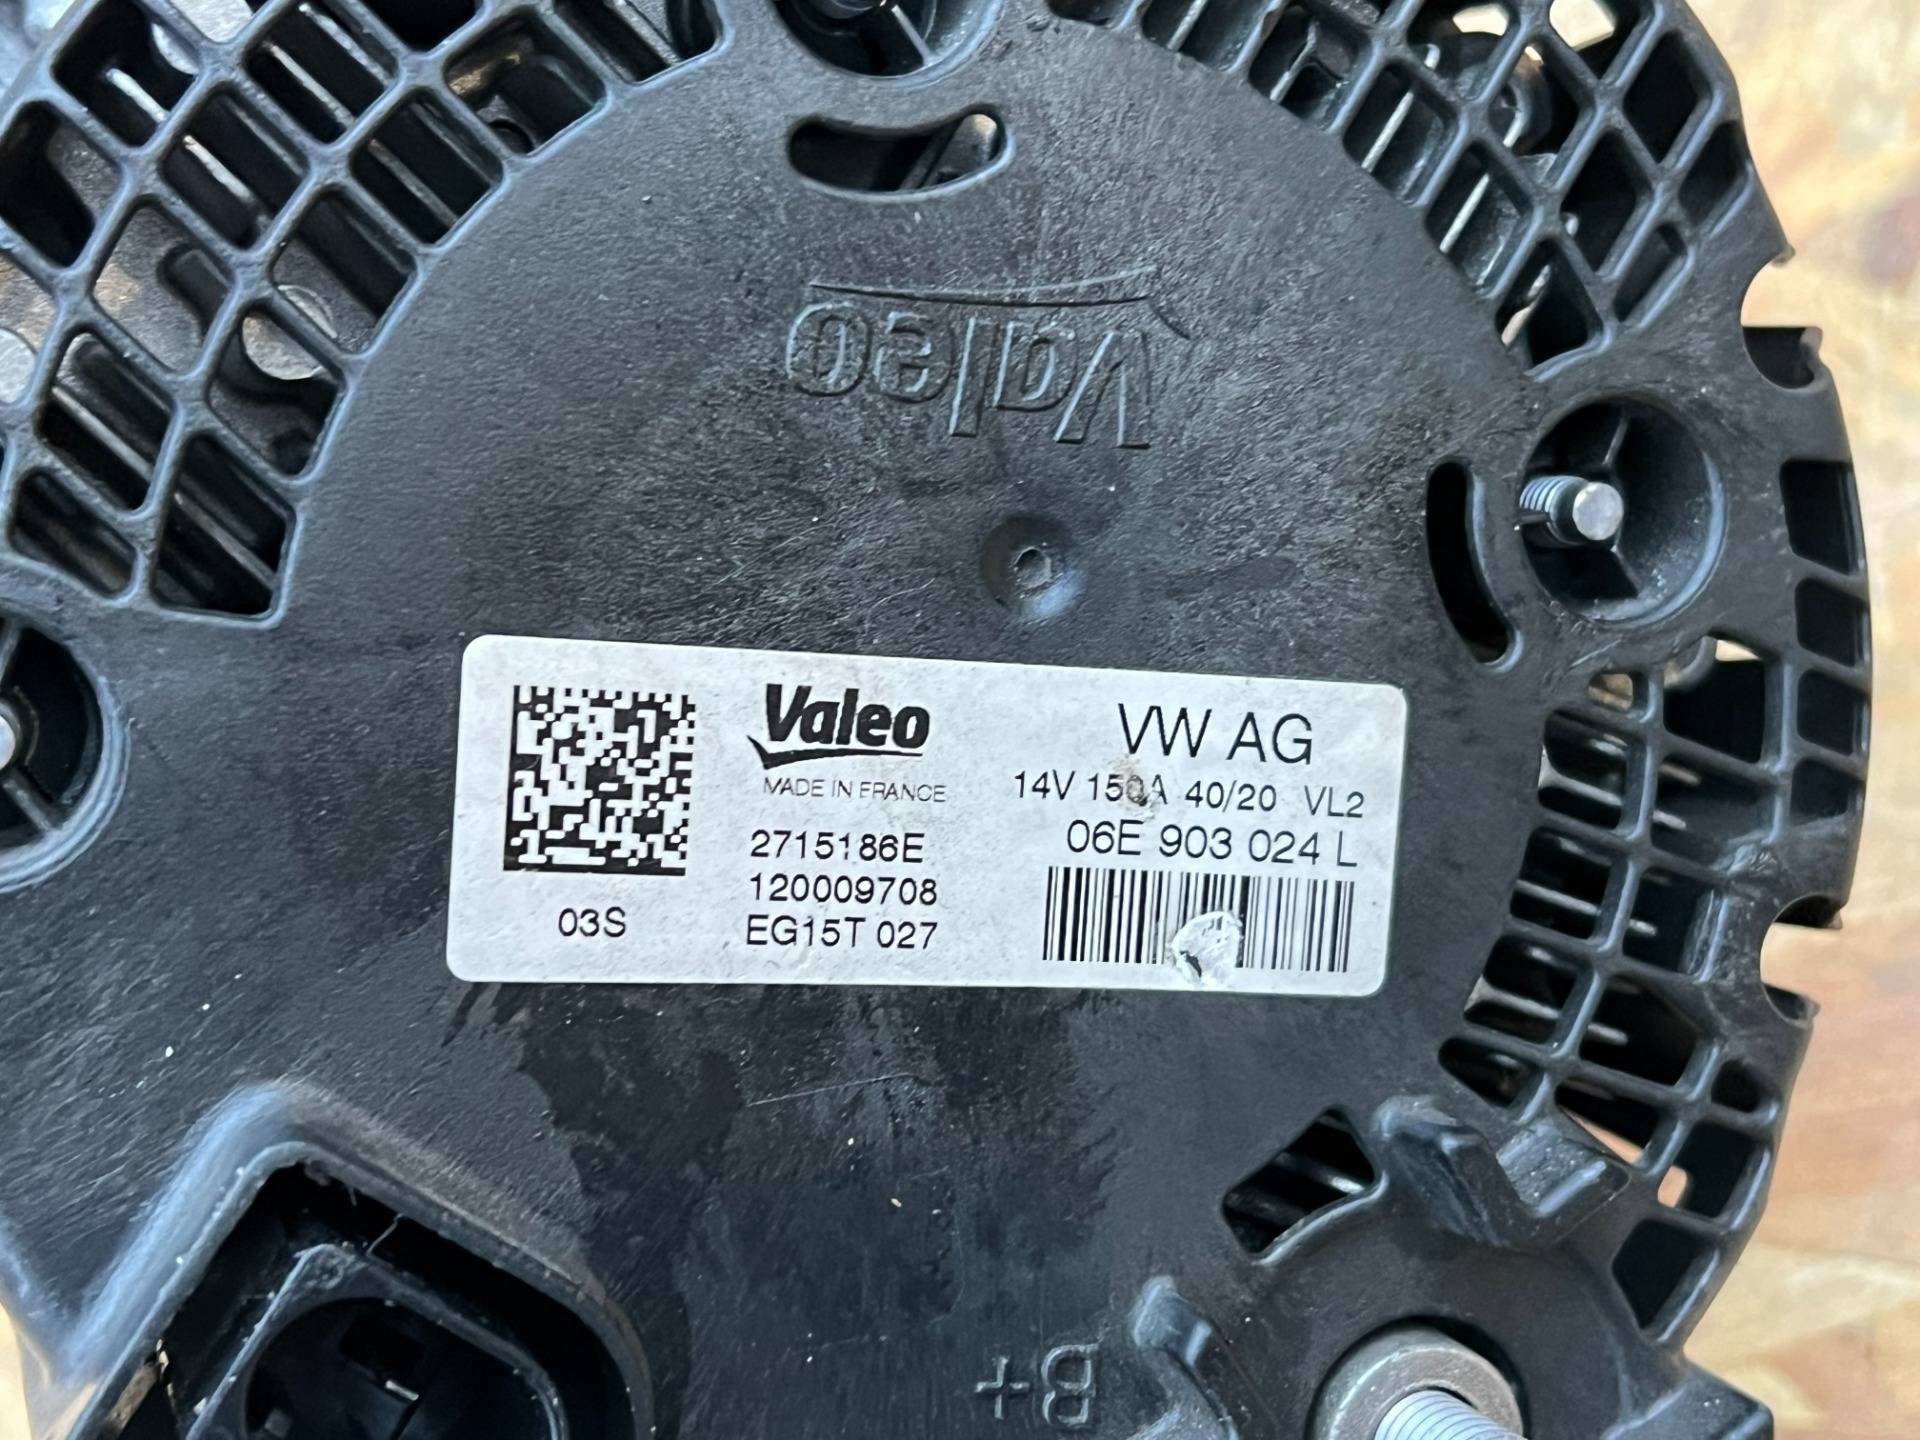 Valeo
Valeo
MADE IN FRANCE
2715186E
120009708
EG15T 027
03S
VW AG
14V 150A 40/20 VL2
06E 903 024 L
B+